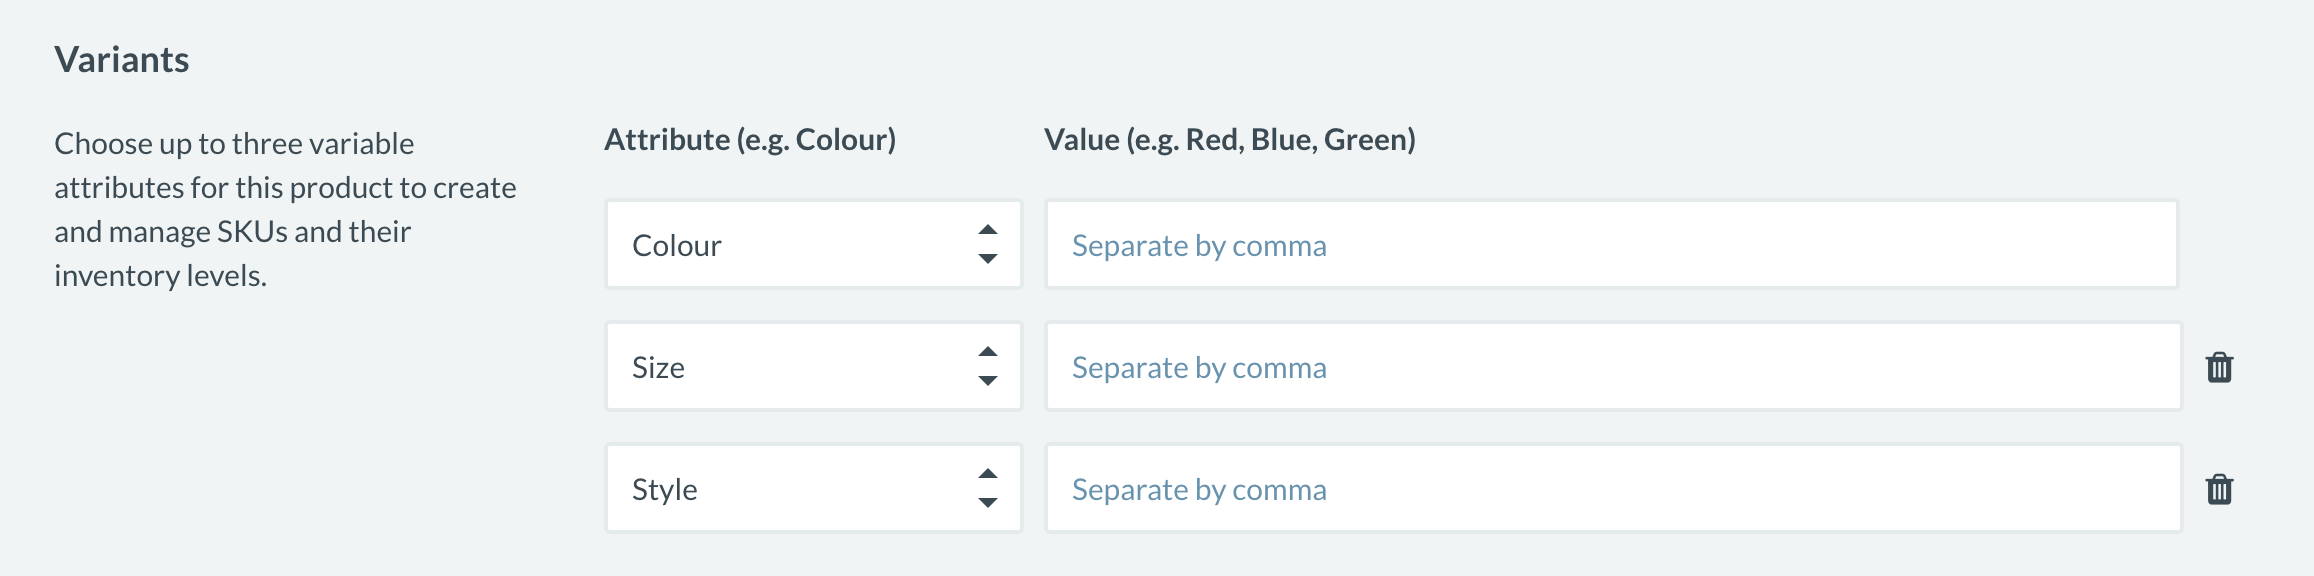 Variants
Choose up to three variable
attributes for this product to create
and manage SKUs and their
inventory levels.
Attribute (e.g. Colour)
Value (e.g. Red, Blue, Green)
Colour
Separate by comma
Size
Separate by comma
Style
Separate by comma